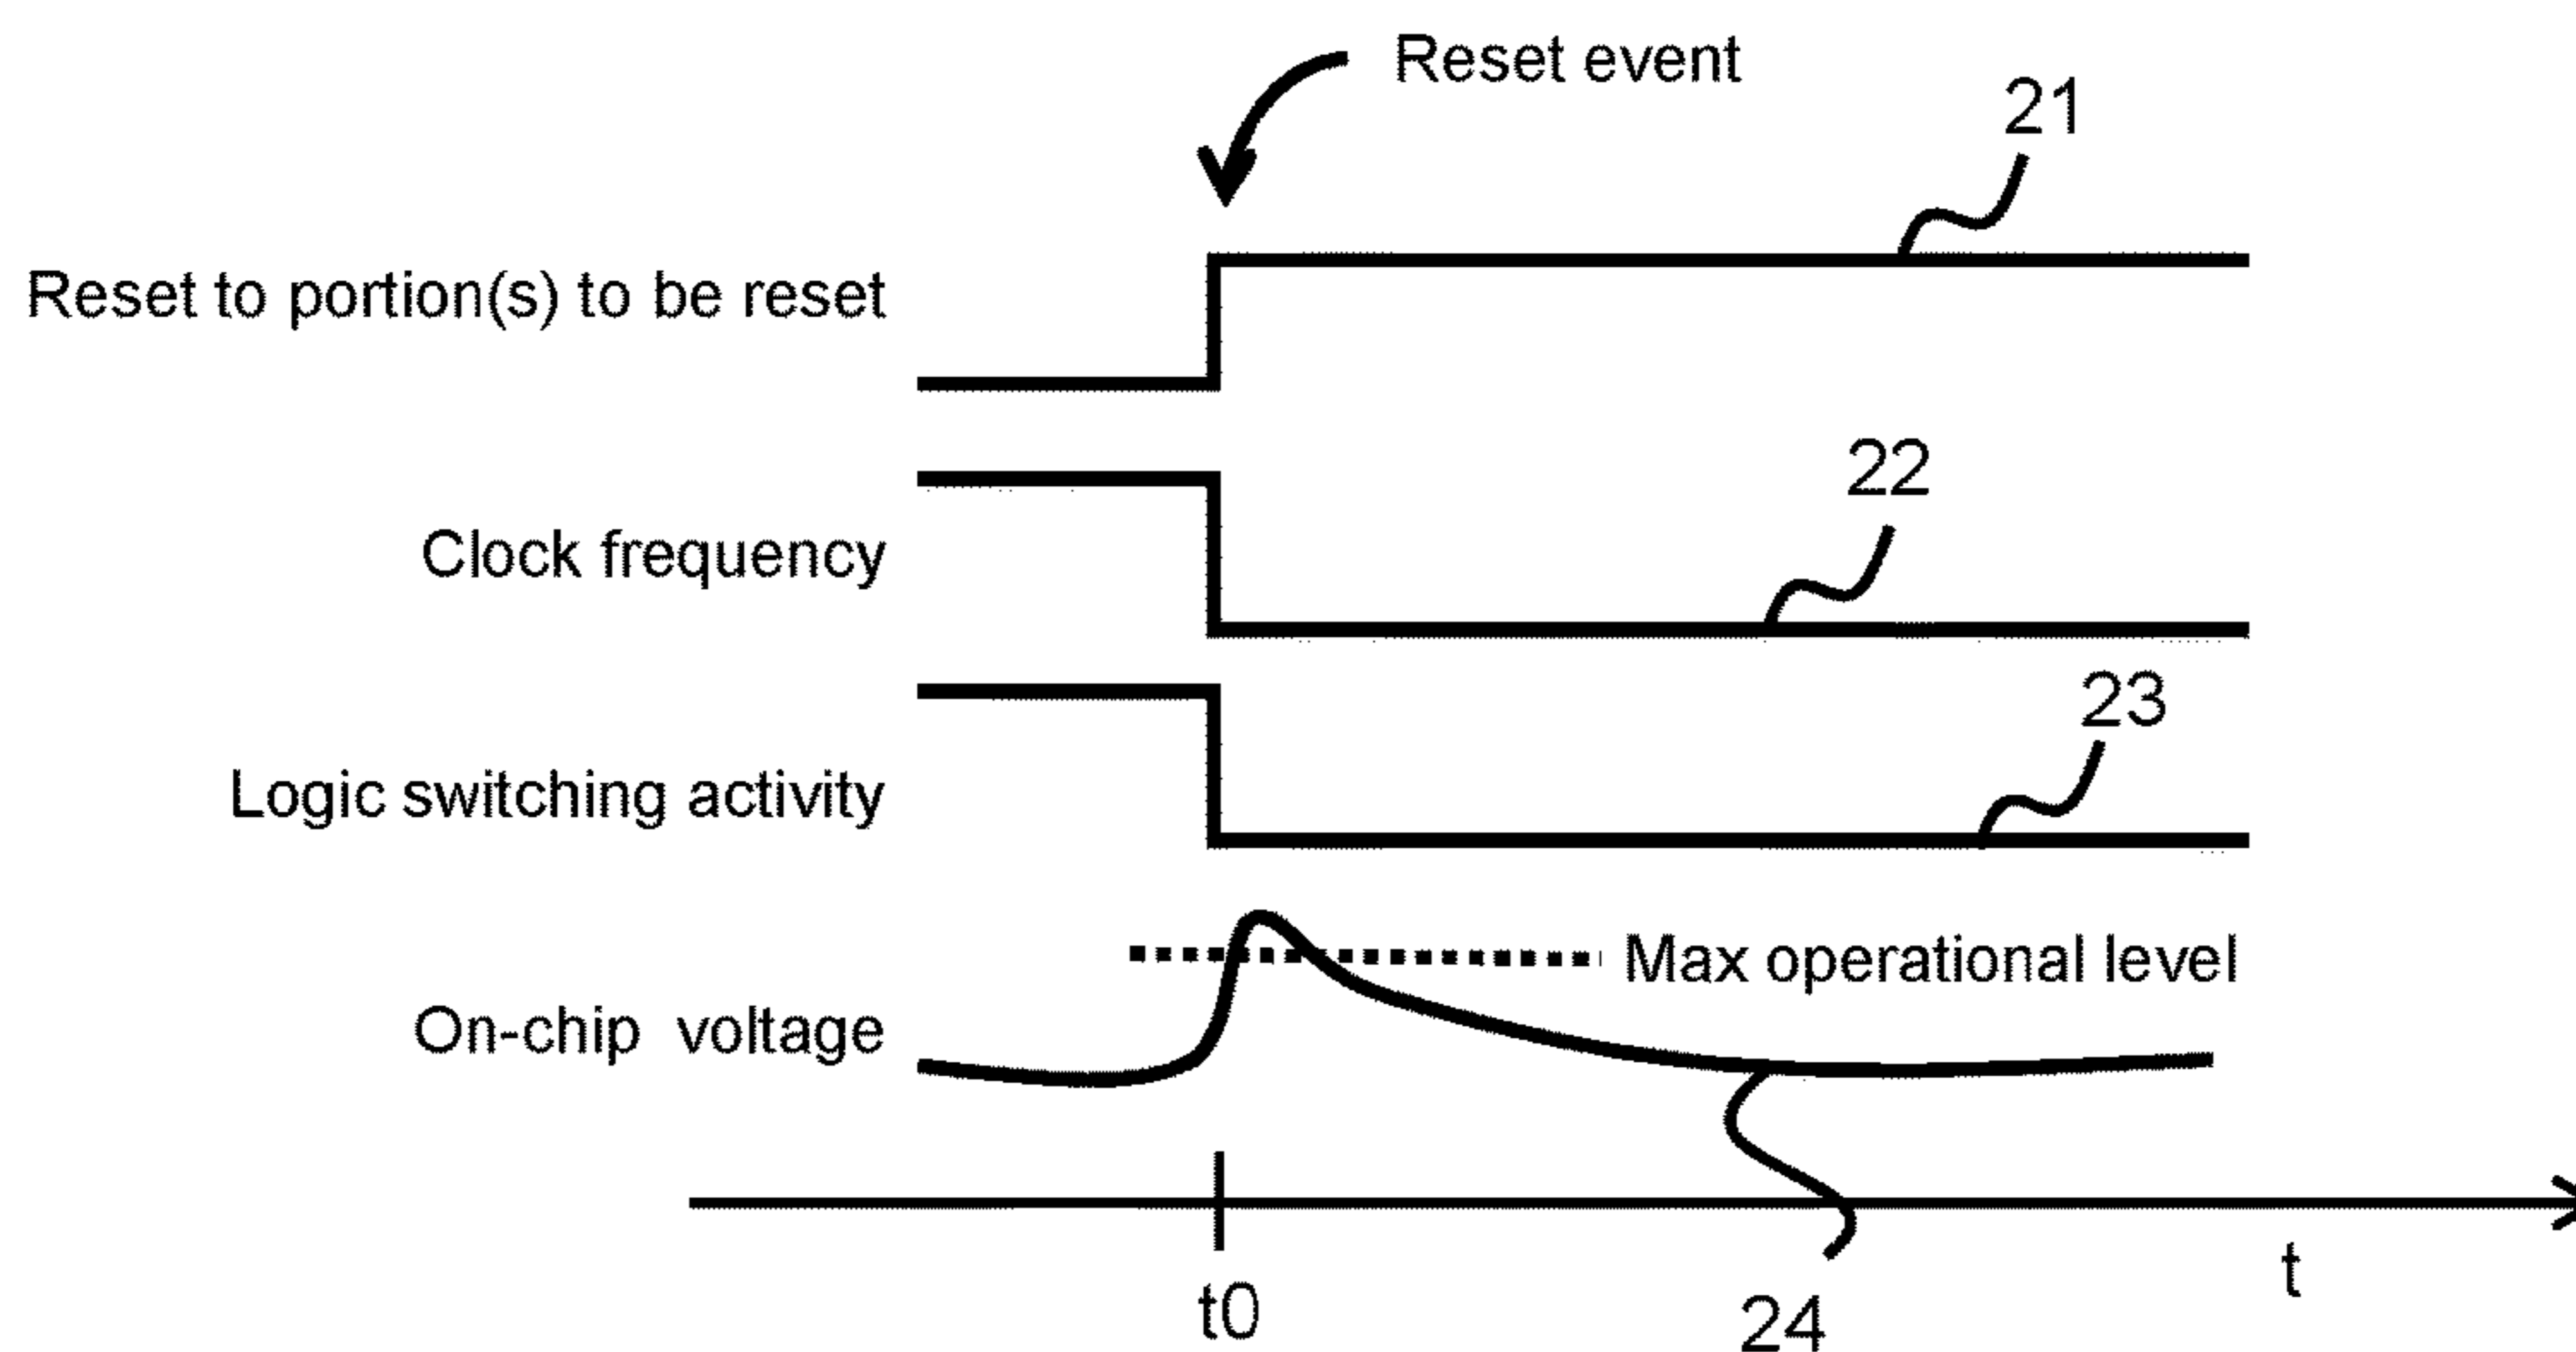 Reset event
21
Reset to portion(s) to be reset
22
Clock frequency
23
Logic switching activity
Max operational level
On-chip voltage
t
t0
24